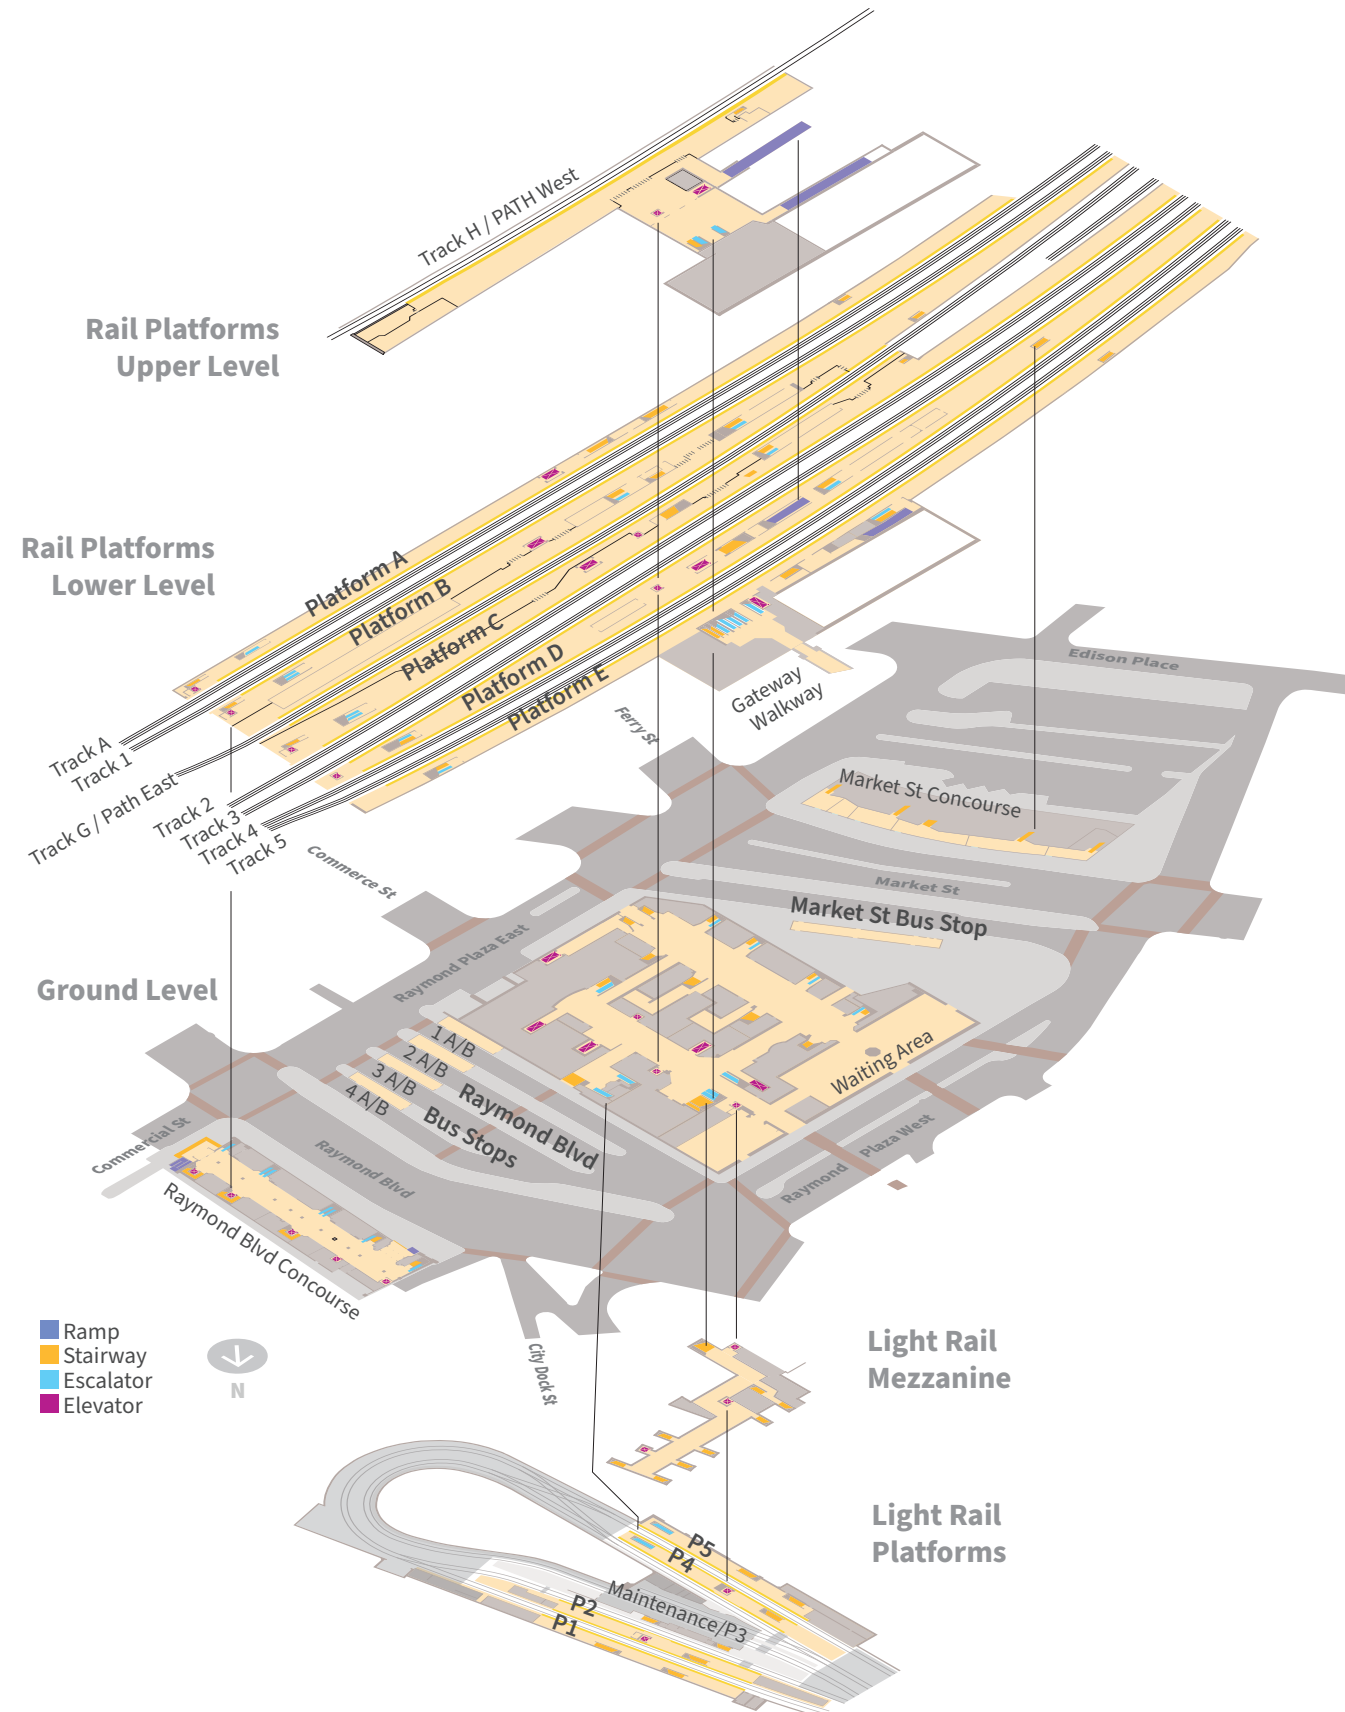 Track H / PATH West
Rail Platforms
Upper Level
Rail Platforms
Lower Level
Platform A
Platform B
Platform C
Platform D
Platform E
Track A
Track 1
Track G / Path East
Track 2
Track 3
Track 4
Track 5
Gateway
Walkway
Edison Place
Ferry St
Market St Concourse
Commerce St
Market St
Market St Bus Stop
Raymond Plaza East
Ground Level
1 A/B
2 A/B
3 A/B
4 A/B
Raymond Blvd
Bus Stops
Waiting Area
Raymond Plaza West
Commercial St
Raymond Blvd
Raymond Blvd Concourse
City Dock St
Ramp
Stairway
Escalator
Elevator
N
Light Rail
Mezzanine
Light Rail
Platforms
P5
P4
Maintenance/P3
P2
P1